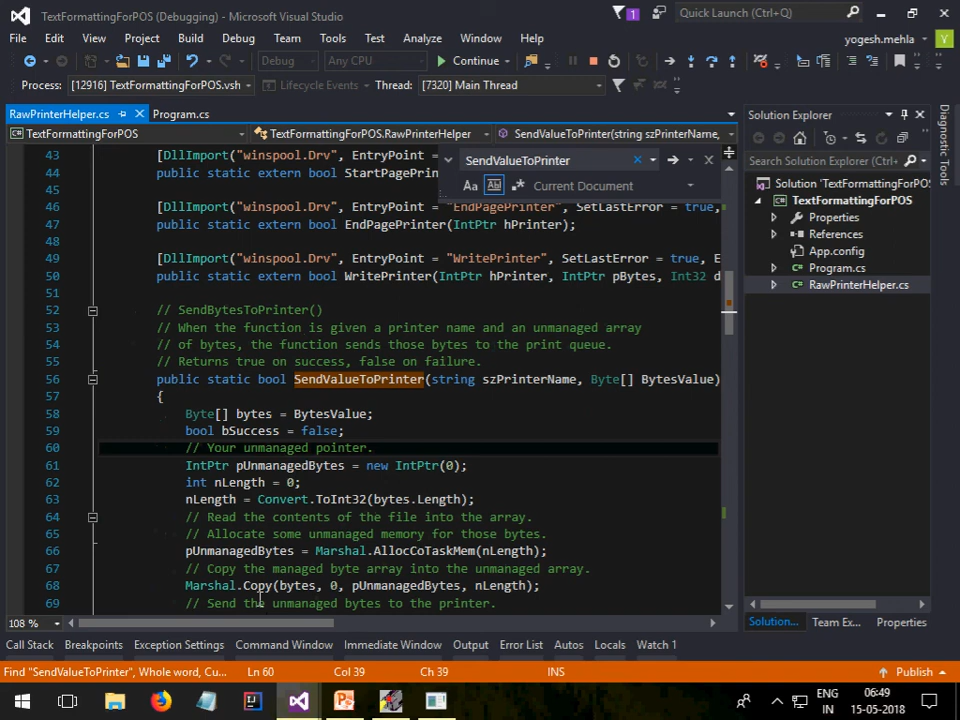 TextFormattingForPOS (Debugging) - Microsoft Visual Studio
1
Quick Launch (Ctrl+Q)
File Edit View Project Build Debug Team Tools Test Analyze Window Help
yogesh.mehla Y
Debug Any CPU Continue
Process: [12916] TextFormattingForPOS.vsh Lifecycle Events Thread: [7320] Main Thread
RawPrinterHelper.cs Program.cs
TextFormattingForPOS TextFormattingForPOS.RawPrinterHelper SendValueToPrinter(string szPrinterName,
SendValueToPrinter
Aa Current Document
43 [DllImport("winspool.Drv", EntryPoint =
44 public static extern bool StartPagePrin
45
46 [DllImport("winspool.Drv", EntryPoint = "EndPagePrinter", SetLastError = true,
47 public static extern bool EndPagePrinter(IntPtr hPrinter);
48
49 [DllImport("winspool.Drv", EntryPoint = "WritePrinter", SetLastError = true, E
50 public static extern bool WritePrinter(IntPtr hPrinter, IntPtr pBytes, Int32 d
51
52 // SendBytesToPrinter()
53 // When the function is given a printer name and an unmanaged array
54 // of bytes, the function sends those bytes to the print queue.
55 // Returns true on success, false on failure.
56 public static bool SendValueToPrinter(string szPrinterName, Byte[] BytesValue)
57 {
58 Byte[] bytes = BytesValue;
59 bool bSuccess = false;
60 // Your unmanaged pointer.
61 IntPtr pUnmanagedBytes = new IntPtr(0);
62 int nLength = 0;
63 nLength = Convert.ToInt32(bytes.Length);
64 // Read the contents of the file into the array.
65 // Allocate some unmanaged memory for those bytes.
66 pUnmanagedBytes = Marshal.AllocCoTaskMem(nLength);
67 // Copy the managed byte array into the unmanaged array.
68 Marshal.Copy(bytes, 0, pUnmanagedBytes, nLength);
69 // Send the unmanaged bytes to the printer.
108 %
Solution Explorer
Search Solution Explorer (Ctrl+
Solution 'TextFormattingForPOS
TextFormattingForPOS
Properties
References
App.config
C# Program.cs
C# RawPrinterHelper.cs
Solution... Team Ex... Properties
Diagnostic Tools
Call Stack Breakpoints Exception Settings Command Window Immediate Window Output Error List Autos Locals Watch 1
Find "SendValueToPrinter", Whole word, Cu... Ln 60 Col 39 Ch 39 INS Publish
ENG
IN
06:49
15-05-2018